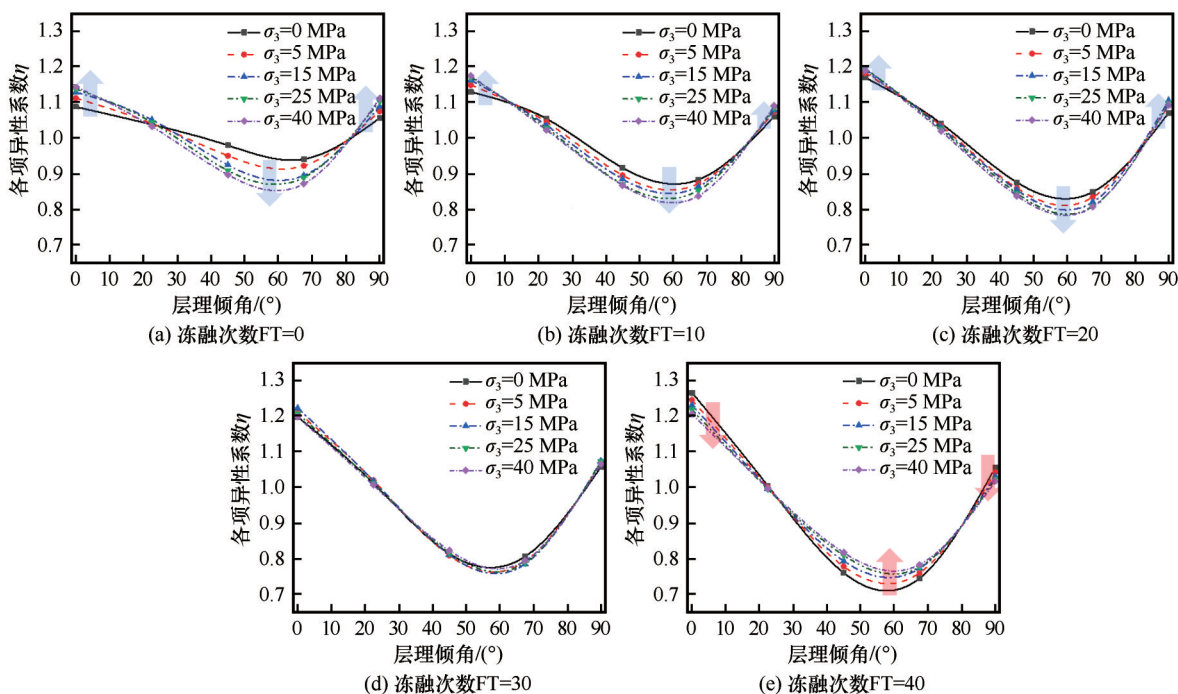 1.3
1.2
1.1
1.0
0.9
0.8
0.7
各项异性系数η
σ₃=0 MPa
σ₃=5 MPa
σ₃=15 MPa
σ₃=25 MPa
σ₃=40 MPa
0 10 20 30 40 50 60 70 80 90
层理倾角/(°)
(a) 冻融次数FT=0
1.3
1.2
1.1
1.0
0.9
0.8
0.7
各项异性系数η
σ₃=0 MPa
σ₃=5 MPa
σ₃=15 MPa
σ₃=25 MPa
σ₃=40 MPa
0 10 20 30 40 50 60 70 80 90
层理倾角/(°)
(b) 冻融次数FT=10
1.3
1.2
1.1
1.0
0.9
0.8
0.7
各项异性系数η
σ₃=0 MPa
σ₃=5 MPa
σ₃=15 MPa
σ₃=25 MPa
σ₃=40 MPa
0 10 20 30 40 50 60 70 80 90
层理倾角/(°)
(c) 冻融次数FT=20
1.3
1.2
1.1
1.0
0.9
0.8
0.7
各项异性系数η
σ₃=0 MPa
σ₃=5 MPa
σ₃=15 MPa
σ₃=25 MPa
σ₃=40 MPa
0 10 20 30 40 50 60 70 80 90
层理倾角/(°)
(d) 冻融次数FT=30
1.3
1.2
1.1
1.0
0.9
0.8
0.7
各项异性系数η
σ₃=0 MPa
σ₃=5 MPa
σ₃=15 MPa
σ₃=25 MPa
σ₃=40 MPa
0 10 20 30 40 50 60 70 80 90
层理倾角/(°)
(e) 冻融次数FT=40